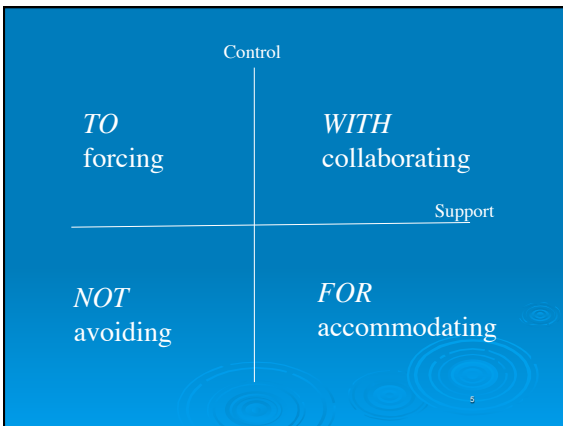 Control
TO
forcing
WITH
collaborating
Support
NOT
avoiding
FOR
accommodating
5